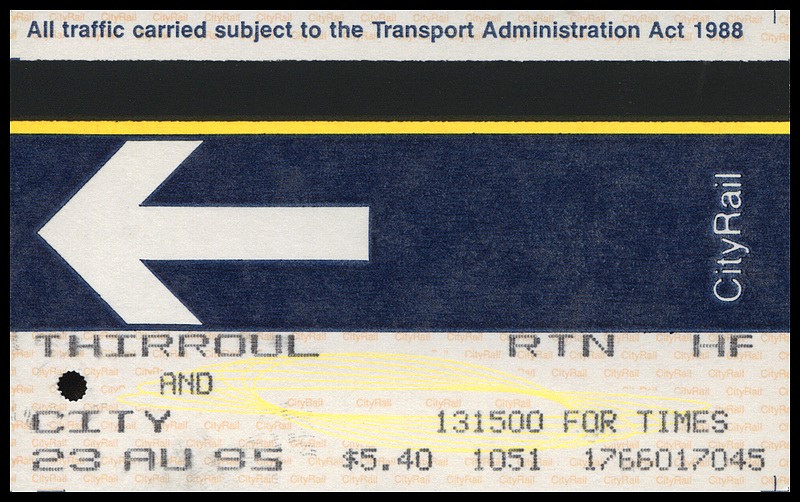 All traffic carried subject to the Transport Administration Act 1988
CityRail
THIRROUL RTN HF
AND
CITY 131500 FOR TIMES
23 AU 95 $5.40 1051 1766017045